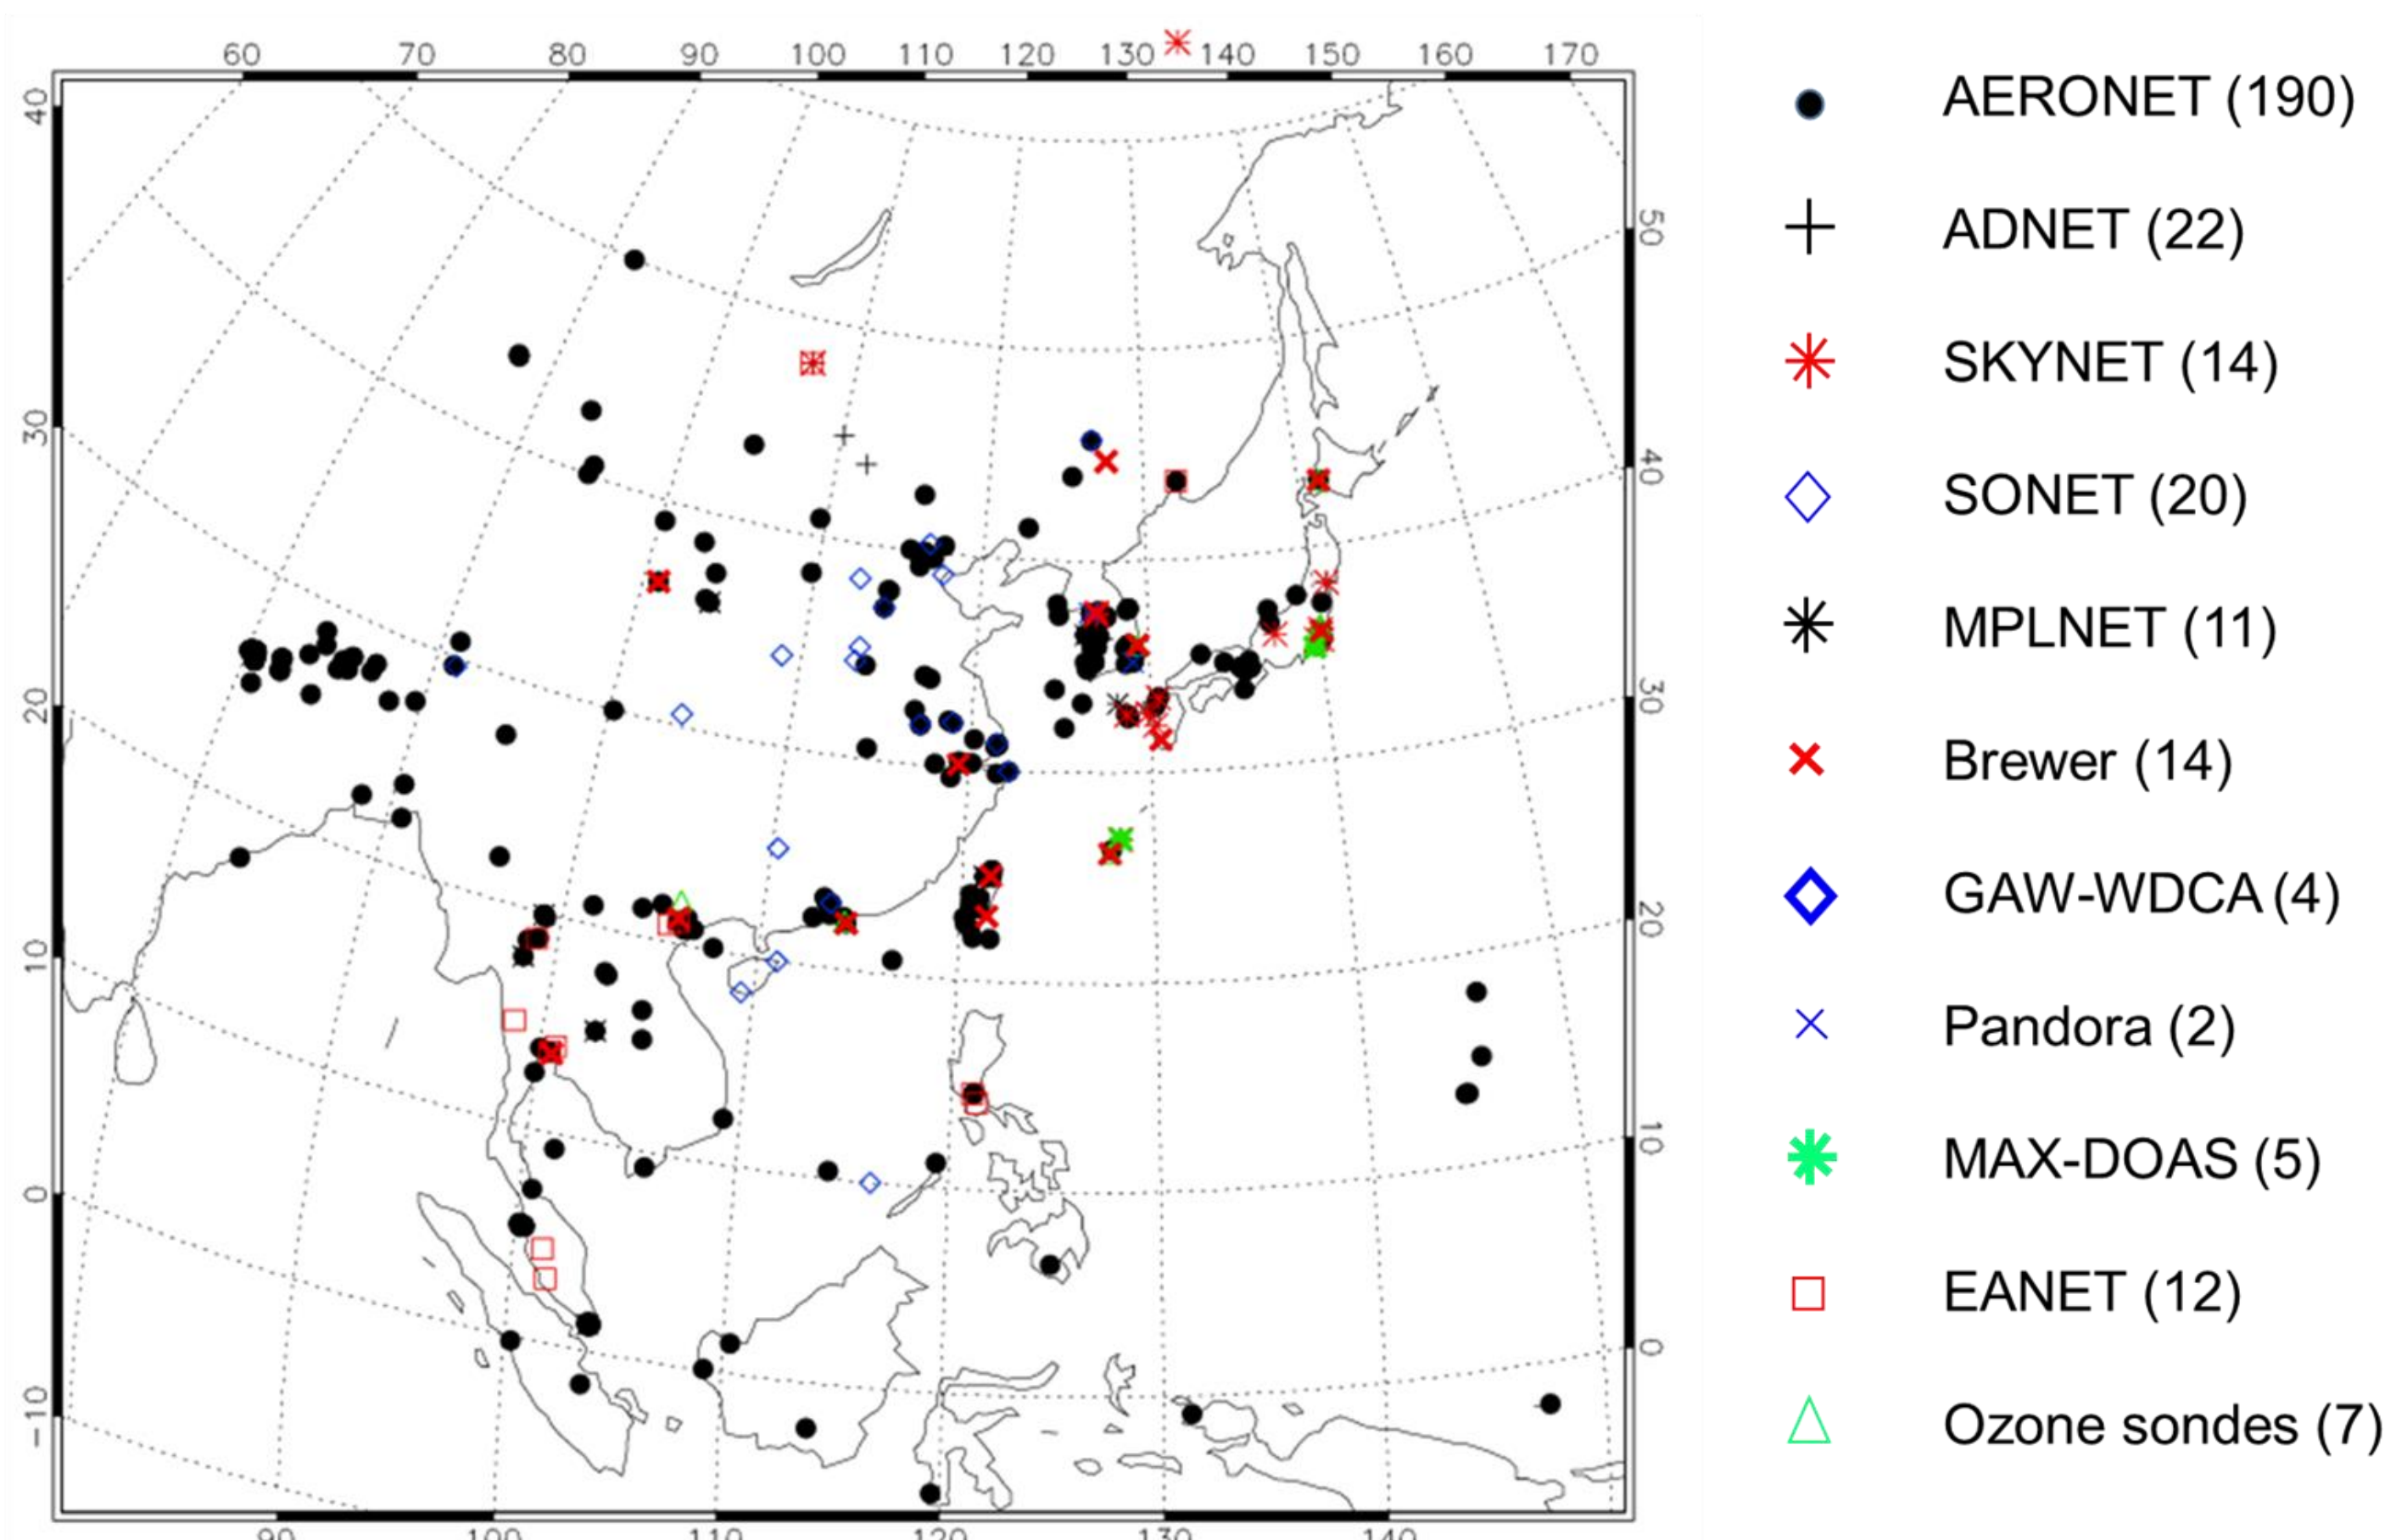 60 70 80 90 100 110 120 130 140 150 160 170
40
30
20
10
0
-10
50
40
30
20
10
0
90 100 110 120 130 140
AERONET (190)
ADNET (22)
SKYNET (14)
SONET (20)
MPLNET (11)
Brewer (14)
GAW-WDCA (4)
Pandora (2)
MAX-DOAS (5)
EANET (12)
Ozone sondes (7)